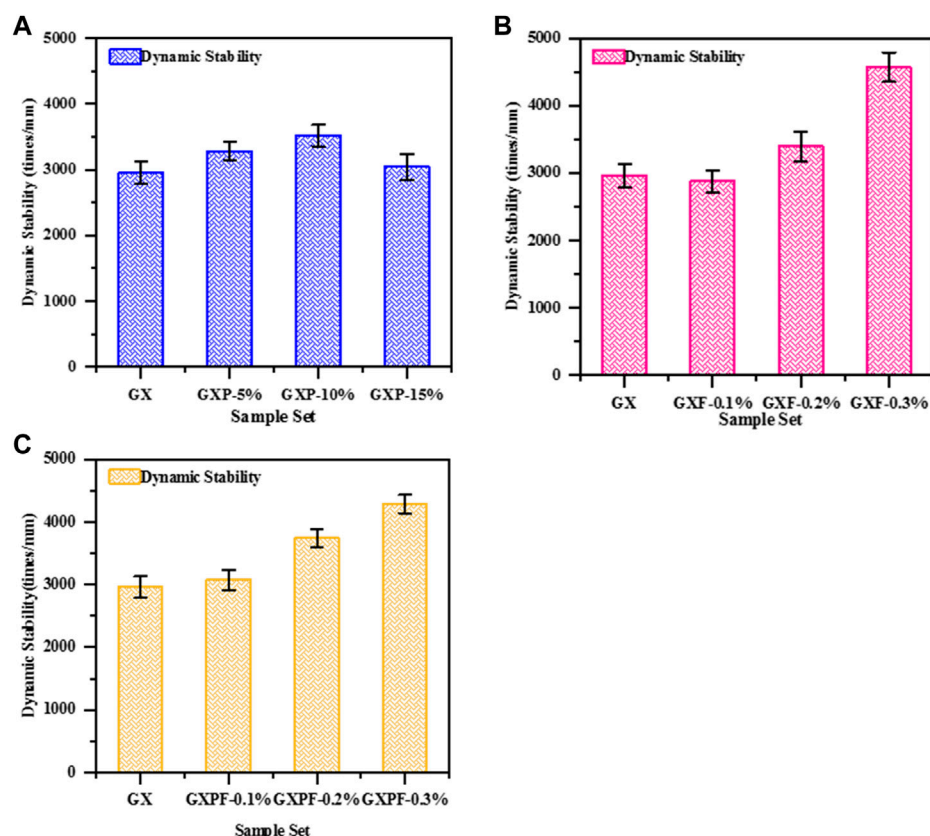 A
5000
4000
3000
2000
1000
0
Dynamic Stability (times/mm)
Dynamic Stability
GX GXP-5% GXP-10% GXP-15%
Sample Set
B
5000
4000
3000
2000
1000
0
Dynamic Stability (times/mm)
Dynamic Stability
GX GXF-0.1% GXF-0.2% GXF-0.3%
Sample Set
C
5000
4000
3000
2000
1000
0
Dynamic Stability(times/mm)
Dynamic Stability
GX GXPF-0.1% GXPF-0.2% GXPF-0.3%
Sample Set